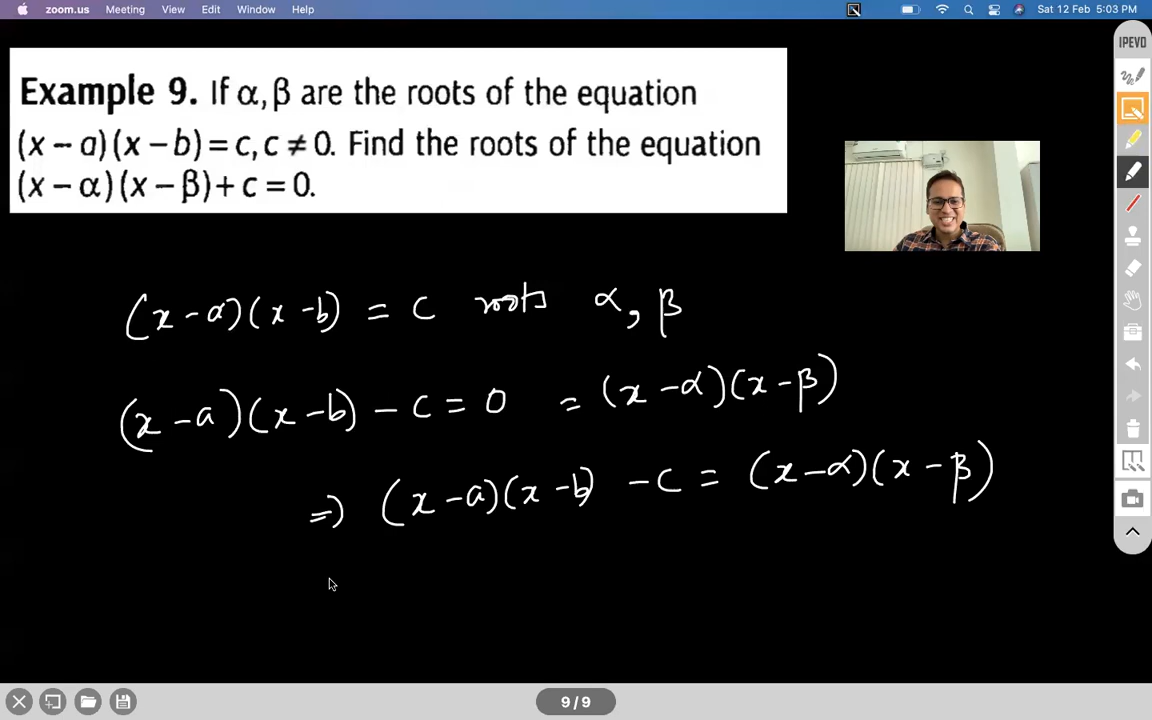 zoom.us Meeting View Edit Window Help Sat 12 Feb 5:03 PM
IPEVO
Example 9. If α, β are the roots of the equation
(x − a)(x − b) = c, c ≠ 0. Find the roots of the equation
(x − α)(x − β) + c = 0.
(x - α)(x - b) = c roots α, β
(x - a)(x - b) - c = 0 = (x - α)(x - β)
⇒ (x - a)(x - b) - c = (x - α)(x - β)
9 / 9